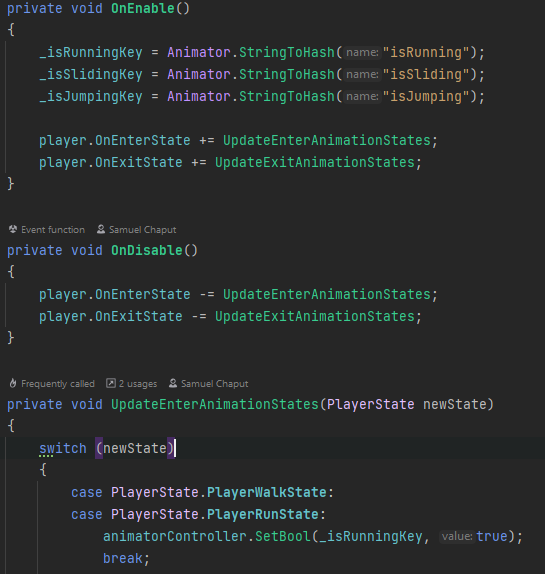 private void OnEnable()
{
    _isRunningKey = Animator.StringToHash( name: "isRunning");
    _isSlidingKey = Animator.StringToHash( name: "isSliding");
    _isJumpingKey = Animator.StringToHash( name: "isJumping");

    player.OnEnterState += UpdateEnterAnimationStates;
    player.OnExitState += UpdateExitAnimationStates;
}

Event function Samuel Chaput
private void OnDisable()
{
    player.OnEnterState -= UpdateEnterAnimationStates;
    player.OnExitState -= UpdateExitAnimationStates;
}

Frequently called 2 usages Samuel Chaput
private void UpdateEnterAnimationStates(PlayerState newState)
{
    switch (newState)
    {
        case PlayerState.PlayerWalkState:
        case PlayerState.PlayerRunState:
            animatorController.SetBool(_isRunningKey, value: true);
            break;